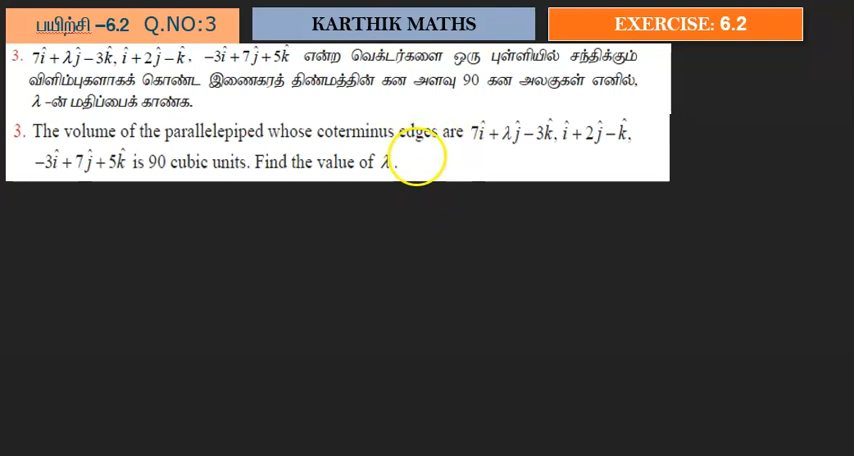 பயிற்சி –6.2 Q.NO:3
KARTHIK MATHS
EXERCISE: 6.2
3. 7î + λĵ − 3k̂, î + 2ĵ − k̂, −3î + 7ĵ + 5k̂ என்ற வெக்டர்களை ஒரு புள்ளியில் சந்திக்கும்
விளிம்புகளாகக் கொண்ட இணைகரத் திண்மத்தின் கன அளவு 90 கன அலகுகள் எனில்,
λ -ன் மதிப்பைக் காண்க.
3. The volume of the parallelepiped whose coterminus edges are 7î + λĵ − 3k̂, î + 2ĵ − k̂,
−3î + 7ĵ + 5k̂ is 90 cubic units. Find the value of λ.